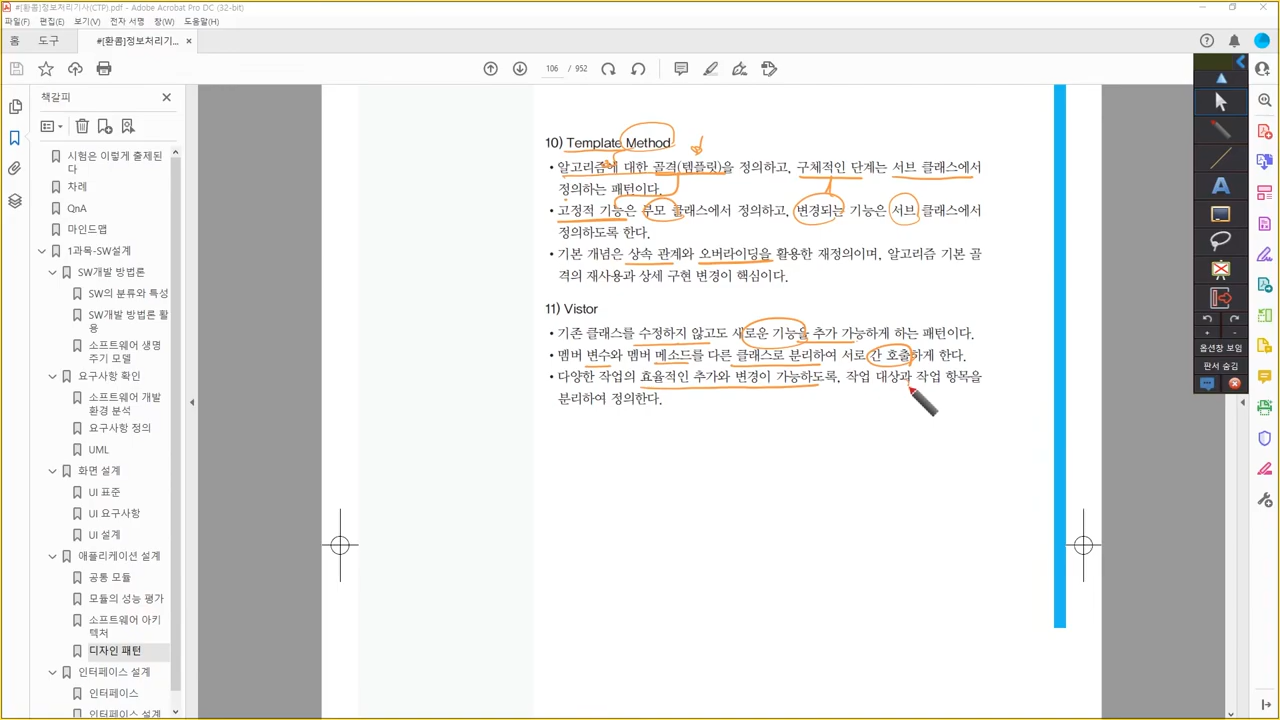 #[환콤]정보처리기사(CTP).pdf - Adobe Acrobat Pro DC (32-bit)
파일(F) 편집(E) 보기(V) 전자 서명 창(W) 도움말(H)
홈 도구 #[환콤]정보처리기... ×
106 / 952
책갈피
시험은 이렇게 출제된
다
차례
QnA
마인드맵
1과목-SW설계
SW개발 방법론
SW의 분류와 특성
SW개발 방법론 활
용
소프트웨어 생명
주기 모델
요구사항 확인
소프트웨어 개발
환경 분석
요구사항 정의
UML
화면 설계
UI 표준
UI 요구사항
UI 설계
애플리케이션 설계
공통 모듈
모듈의 성능 평가
소프트웨어 아키
텍처
디자인 패턴
인터페이스 설계
인터페이스
인터페이스 설계
10) Template Method
• 알고리즘에 대한 골격(템플릿)을 정의하고, 구체적인 단계는 서브 클래스에서
정의하는 패턴이다.
• 고정적 기능은 부모 클래스에서 정의하고, 변경되는 기능은 서브 클래스에서
정의하도록 한다.
• 기본 개념은 상속 관계와 오버라이딩을 활용한 재정의이며, 알고리즘 기본 골
격의 재사용과 상세 구현 변경이 핵심이다.
11) Vistor
• 기존 클래스를 수정하지 않고도 새로운 기능을 추가 가능하게 하는 패턴이다.
• 멤버 변수와 멤버 메소드를 다른 클래스로 분리하여 서로 간 호출하게 한다.
• 다양한 작업의 효율적인 추가와 변경이 가능하도록, 작업 대상과 작업 항목을
분리하여 정의한다.
옵션창 보임
판서 숨김